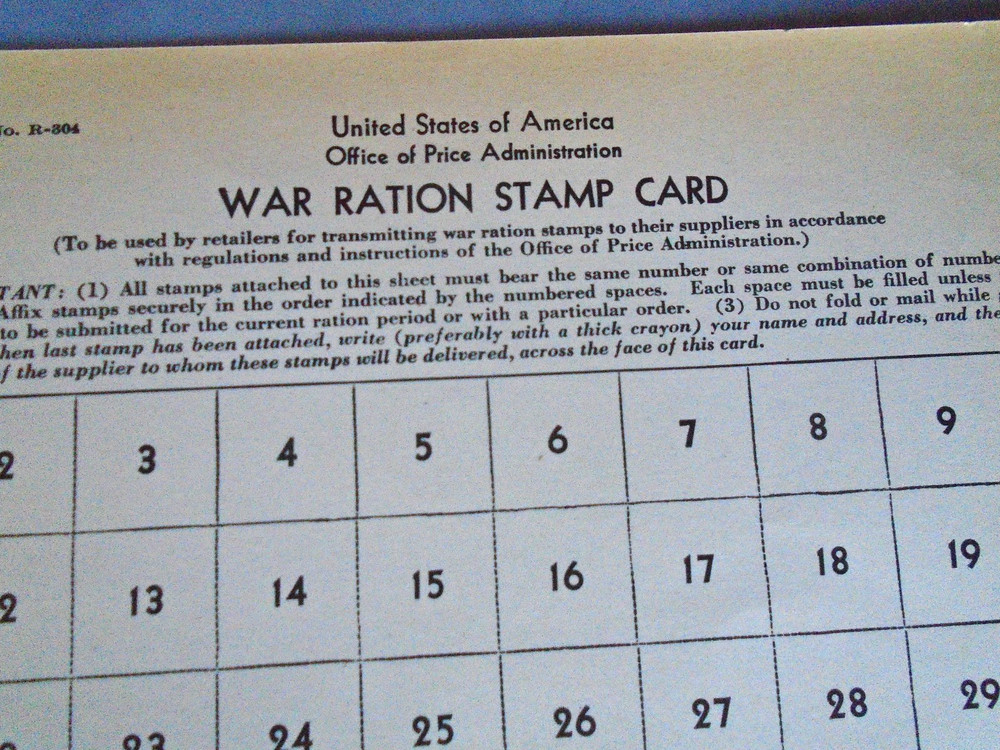 No. R-304
United States of America
Office of Price Administration
WAR RATION STAMP CARD
(To be used by retailers for transmitting war ration stamps to their suppliers in accordance
with regulations and instructions of the Office of Price Administration.)
TANT: (1) All stamps attached to this sheet must bear the same number or same combination of numbe
Affix stamps securely in the order indicated by the numbered spaces. Each space must be filled unless
to be submitted for the current ration period or with a particular order. (3) Do not fold or mail while
hen last stamp has been attached, write (preferably with a thick crayon) your name and address, and the
f the supplier to whom these stamps will be delivered, across the face of this card.
2 3 4 5 6 7 8 9
2 13 14 15 16 17 18 19
23 24 25 26 27 28 29